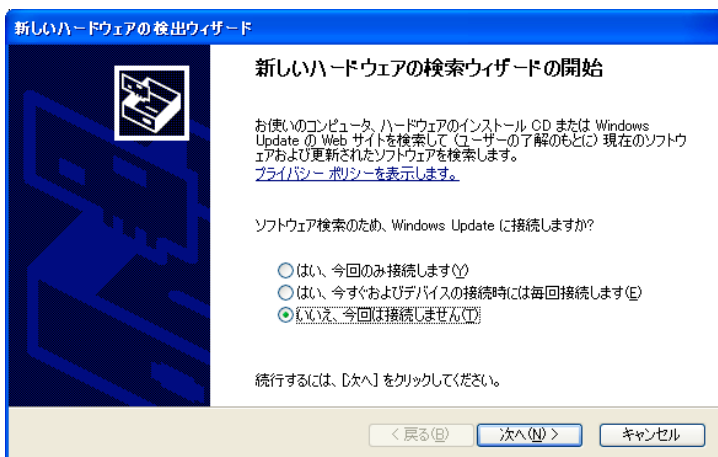 新しいハードウェアの検出ウィザード
新しいハードウェアの検索ウィザードの開始
お使いのコンピュータ、ハードウェアのインストール CD または Windows
Update の Web サイトを検索して (ユーザーの了解のもとに) 現在のソフトウ
ェアおよび更新されたソフトウェアを検索します。
プライバシー ポリシーを表示します。
ソフトウェア検索のため、Windows Update に接続しますか?
はい、今回のみ接続します(Y)
はい、今すぐおよびデバイスの接続時には毎回接続します(E)
いいえ、今回は接続しません(T)
続行するには、[次へ] をクリックしてください。
< 戻る(B) 次へ(N) > キャンセル